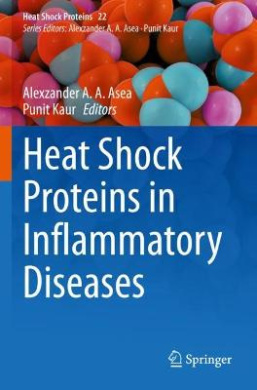 Heat Shock Proteins 22
Series Editors: Alexzander A. A. Asea · Punit Kaur
Alexzander A. A. Asea
Punit Kaur Editors
Heat Shock
Proteins in
Inflammatory
Diseases
Springer